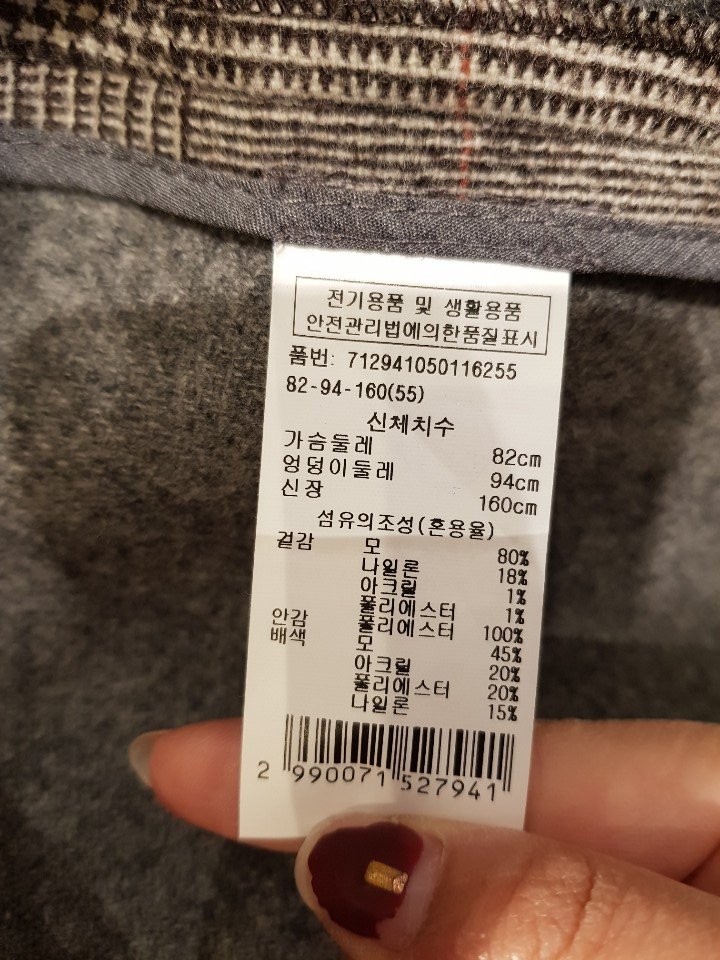 전기용품 및 생활용품
안전관리법에의한품질표시
품번: 712941050116255
82-94-160(55)
신체치수
가슴둘레 82cm
엉덩이둘레 94cm
신장 160cm
섬유의조성(혼용율)
겉감 모 80%
나일론 18%
아크릴 1%
폴리에스터 1%
안감 폴리에스터 100%
배색 모 45%
아크릴 20%
폴리에스터 20%
나일론 15%
2 990071 527941